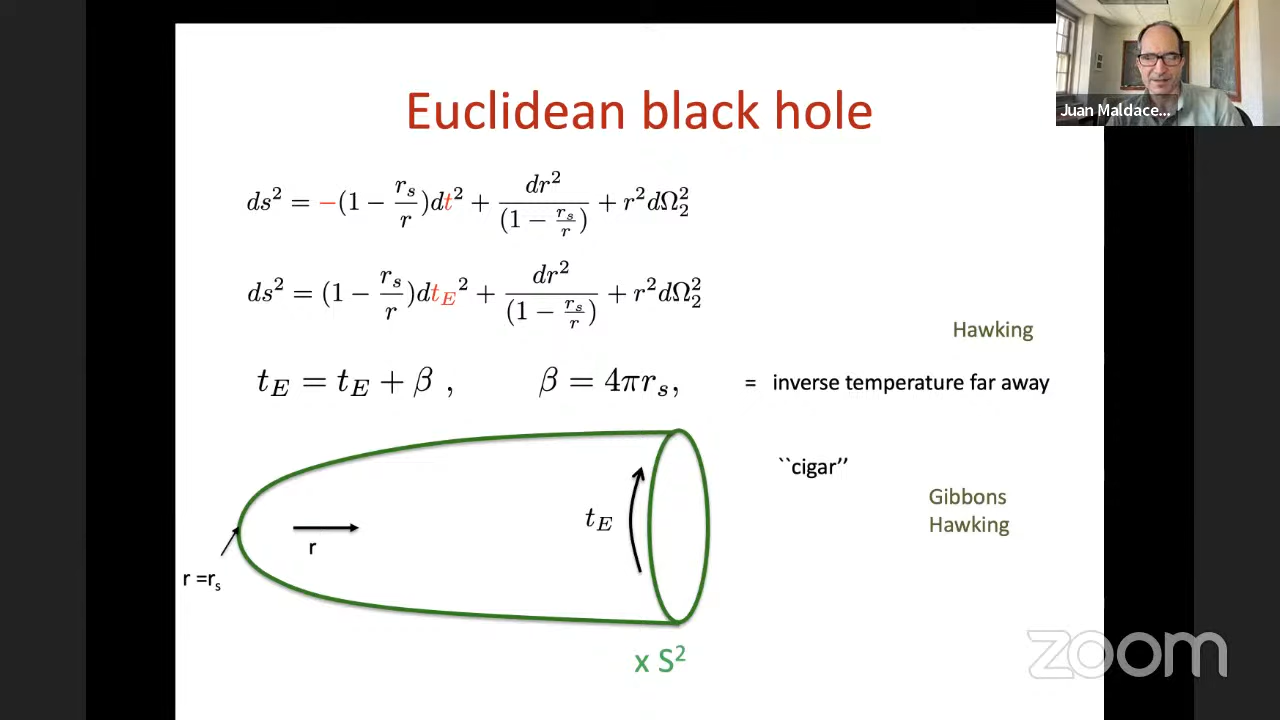 Juan Maldace...
Euclidean black hole
ds² = −(1 − r_s/r)dt² + dr²/(1 − r_s/r) + r²dΩ₂²
ds² = (1 − r_s/r)dt_E² + dr²/(1 − r_s/r) + r²dΩ₂²
Hawking
t_E = t_E + β , β = 4πr_s, = inverse temperature far away
``cigar’’
Gibbons
Hawking
t_E
r
r =r_s
x S²
zoom